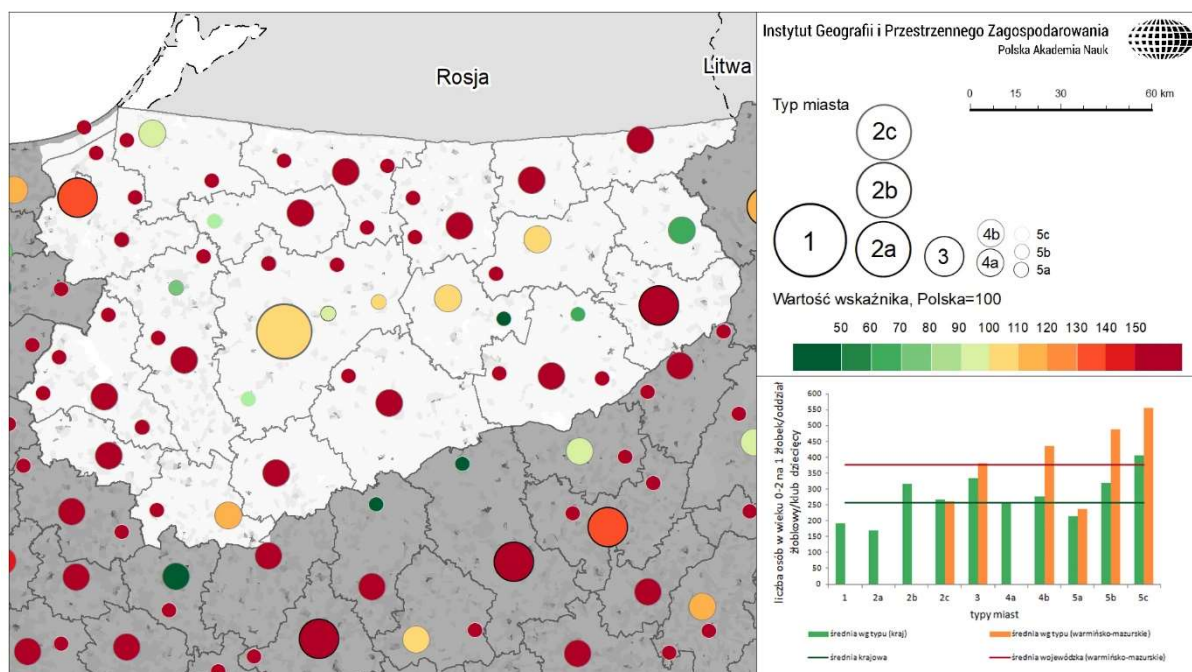 Rosja
Litwa
Instytut Geografii i Przestrzennego Zagospodarowania
Polska Akademia Nauk
Typ miasta
0 15 30 60 km
2c
2b
1
2a
3
4b
4a
5c
5b
5a
Wartość wskaźnika, Polska=100
50 60 70 80 90 100 110 120 130 140 150
liczba osób w wieku 0-2 na 1 żłobek/oddział
żłobkowy/klub dziecięcy
600
550
500
450
400
350
300
250
200
150
100
50
0
1 2a 2b 2c 3 4a 4b 5a 5b 5c
typy miast
średnia wg typu (kraj)
średnia wg typu (warmińsko-mazurskie)
średnia krajowa
średnia wojewódzka (warmińsko-mazurskie)